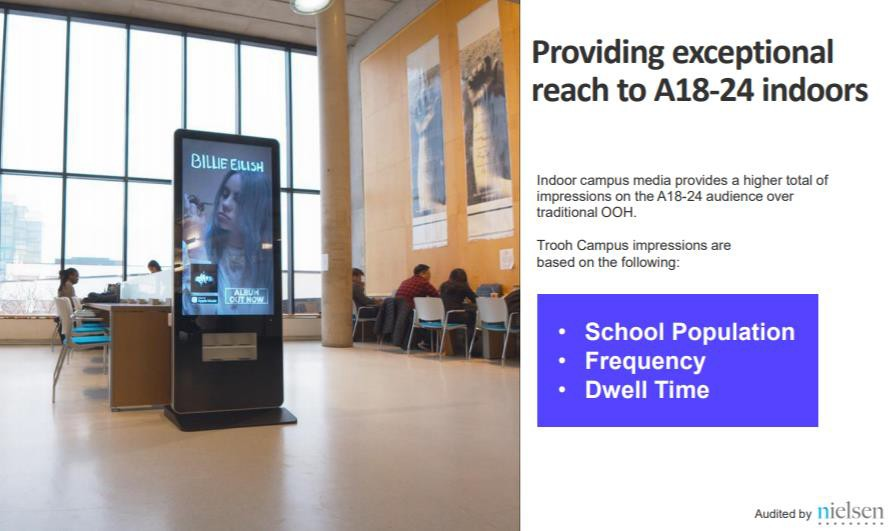 Providing exceptional
reach to A18-24 indoors
BILLIE EILISH
ALBUM
OUT NOW
Indoor campus media provides a higher total of
impressions on the A18-24 audience over
traditional OOH.
Trooh Campus impressions are
based on the following:
• School Population
• Frequency
• Dwell Time
Audited by nielsen